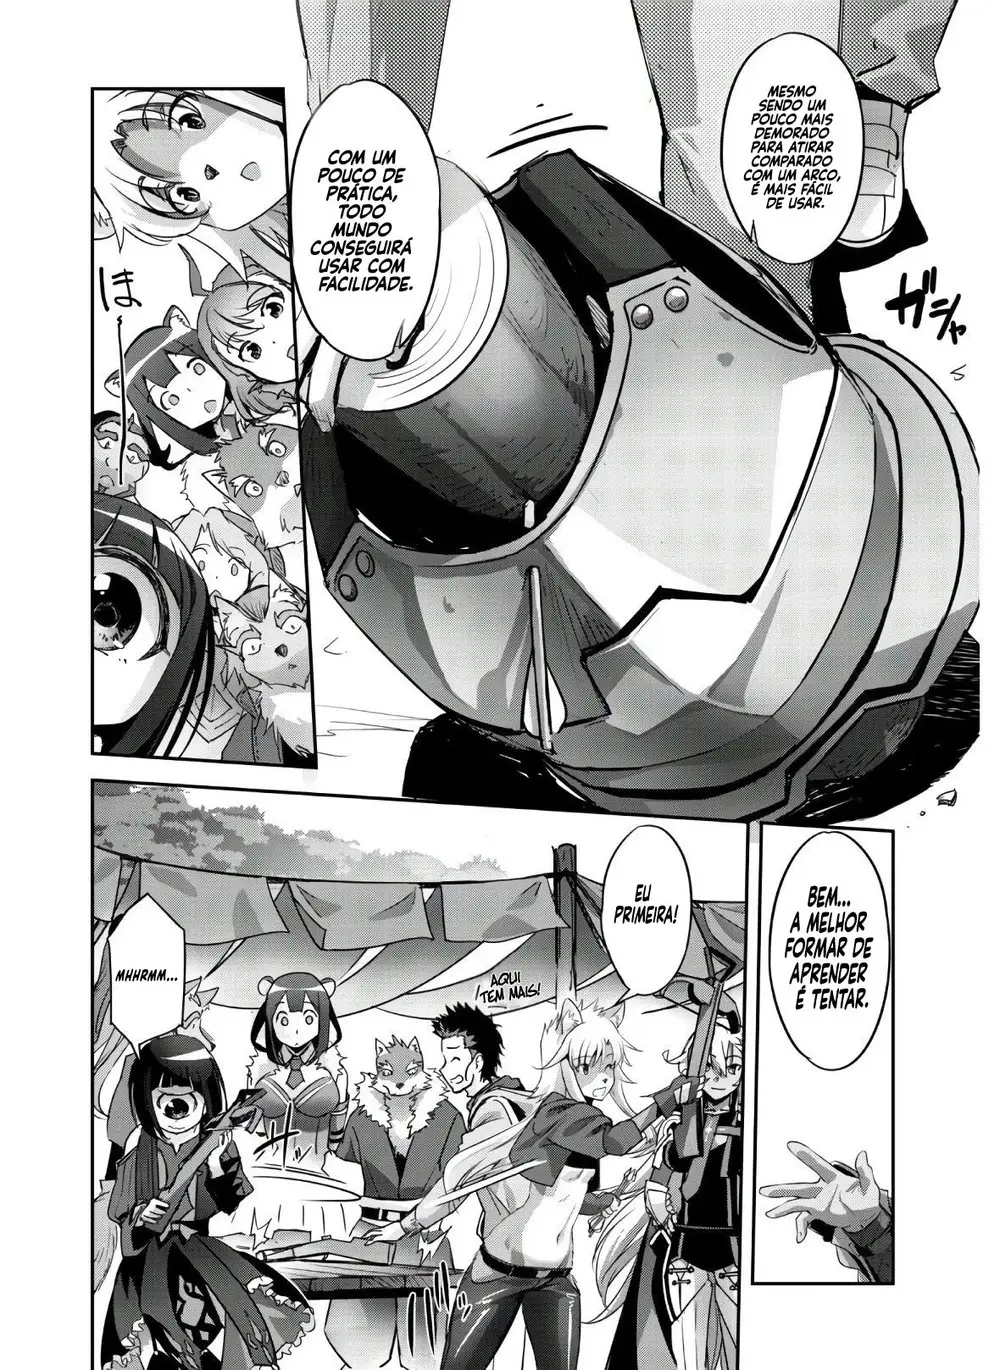 MESMO
SENDO UM
POUCO MAIS
DEMORADO
PARA ATIRAR
COMPARADO
COM UM ARCO,
É MAIS FÁCIL
DE USAR.
ガシャ
COM UM
POUÇO DE
PRÁTICA,
TODO
MUNDO
CONSEGUIRÁ
USAR COM
FACILIDADE.
ほ～
BEM...
A MELHOR
FORMAR DE
APRENDER
É TENTAR.
EU
PRIMEIRA!
AQUI
TEM MAIS!
MHHRMM...